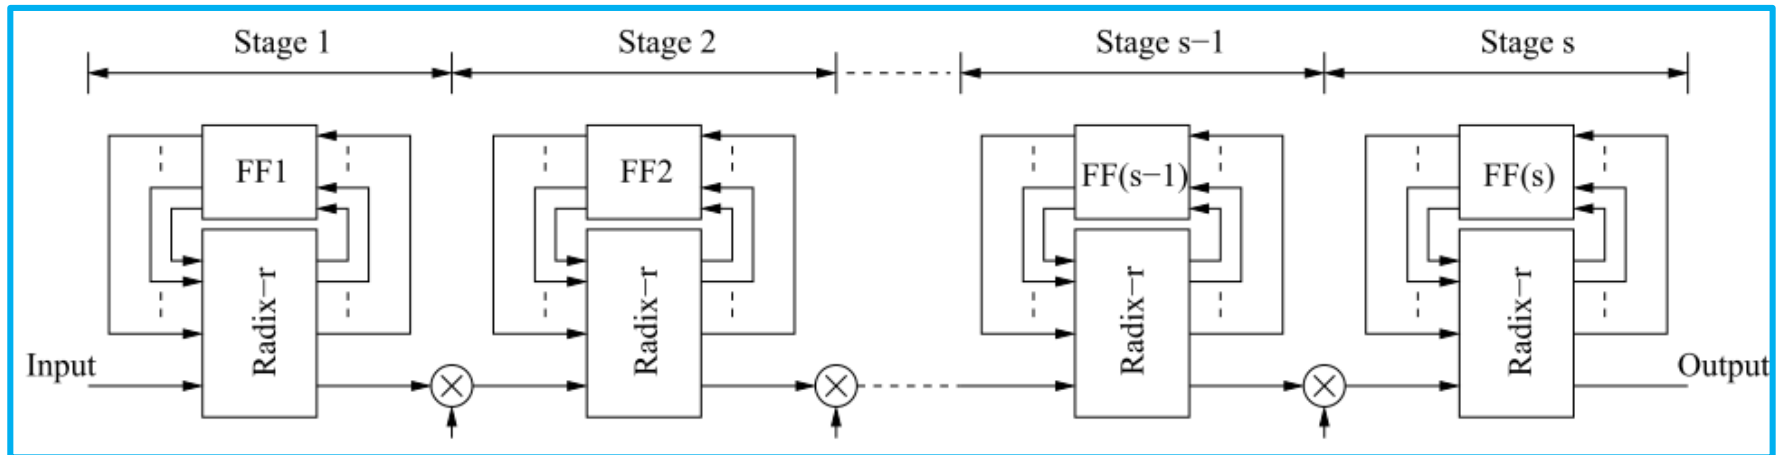 Stage 1
Stage 2
Stage s−1
Stage s
FF1
FF2
FF(s−1)
FF(s)
Radix−r
Radix−r
Radix−r
Radix−r
Input
Output